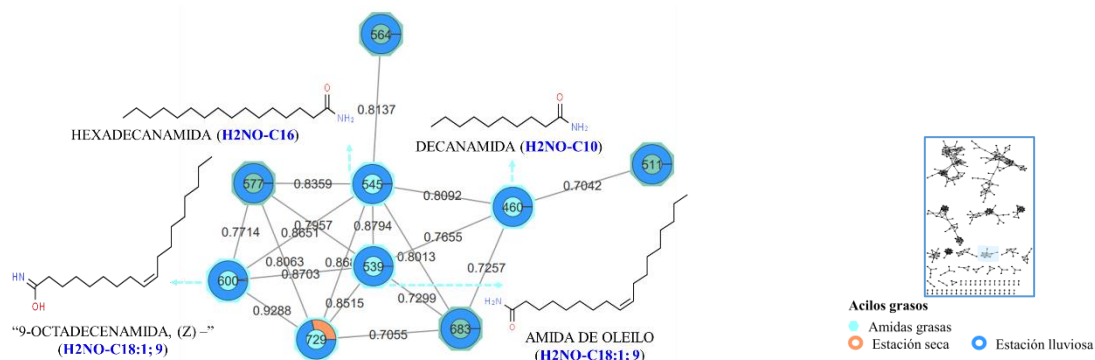 564
O
NH₂
0.8137
HEXADECANAMIDA (H2NO-C16)
O
NH₂
DECANAMIDA (H2NO-C10)
511
0.7042
577
0.8359
545
0.8092
460
0.7957
0.8651
0.8794
0.7655
0.7714
0.8063
0.8013
0.7257
0.8703
539
600
HN
OH
0.9288
0.8515
0.7299
H₂N
O
729
0.7055
683
"9-OCTADECENAMIDA, (Z) –"
(H2NO-C18:1; 9)
AMIDA DE OLEILO
(H2NO-C18:1; 9)
Acilos grasos
Amidas grasas
Estación seca
Estación lluviosa